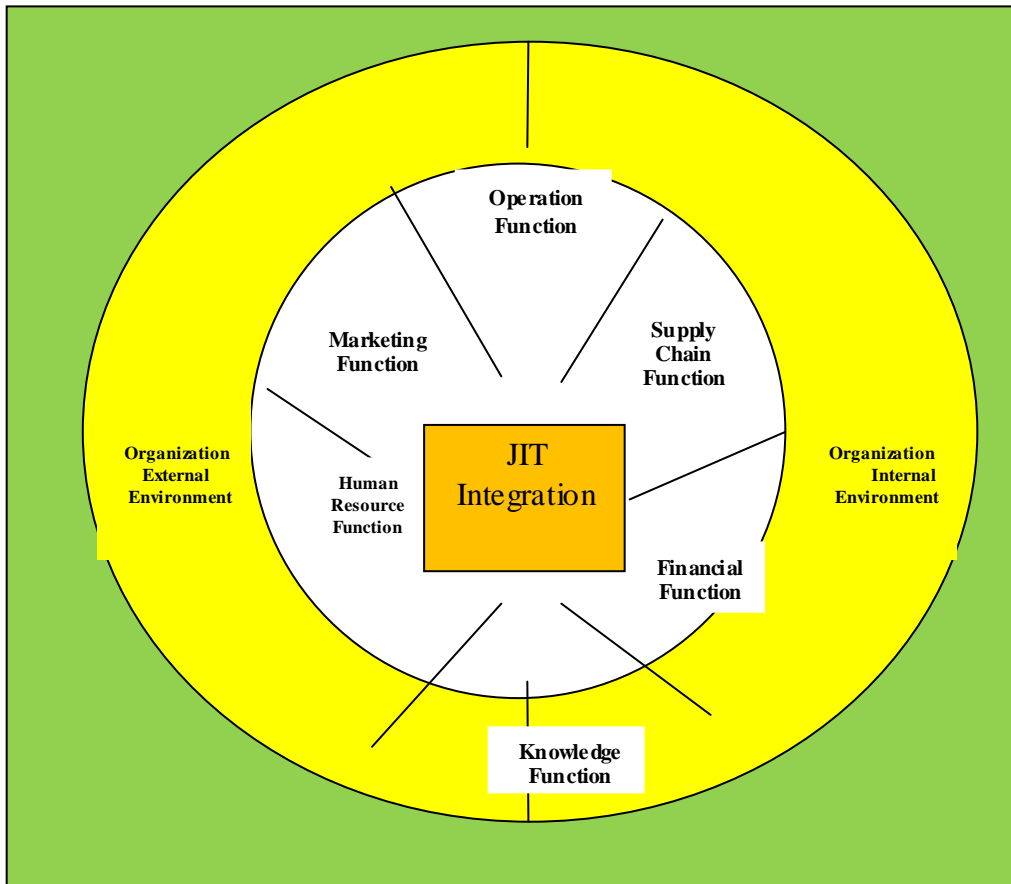 Operation
Function
Marketing
Function
Supply
Chain
Function
Organization
External
Environment
Human
Resource
Function
JIT
Integration
Organization
Internal
Environment
Financial
Function
Knowledge
Function